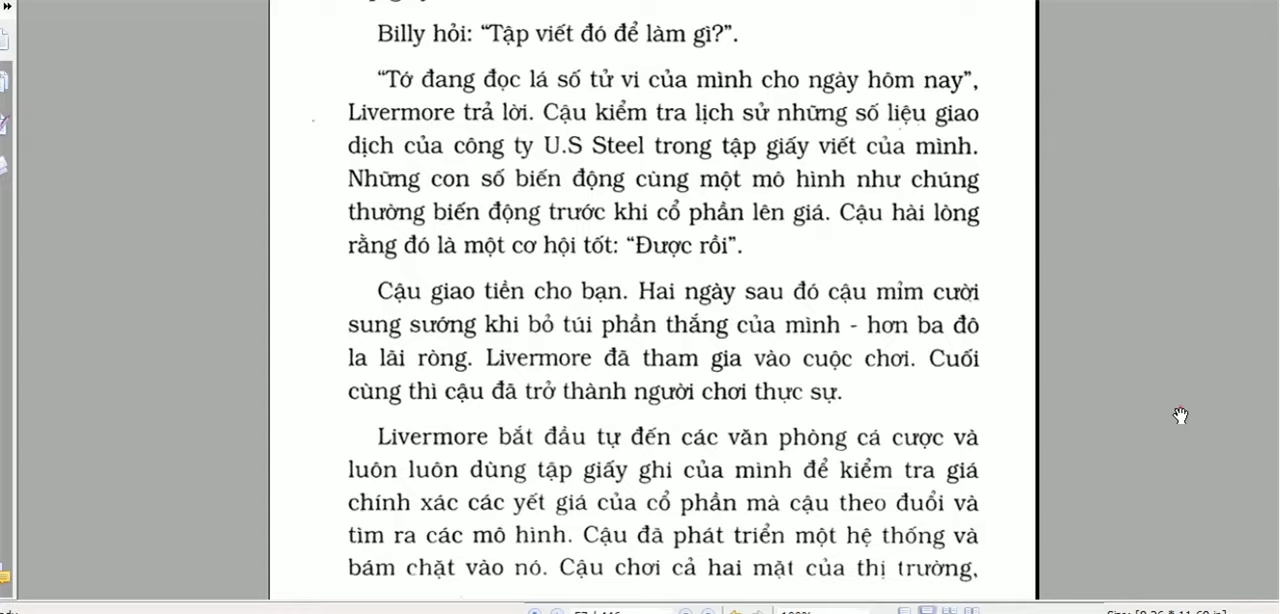 Billy hỏi: “Tập viết đó để làm gì?”.
“Tớ đang đọc lá số tử vi của mình cho ngày hôm nay”,
Livermore trả lời. Cậu kiểm tra lịch sử những số liệu giao
dịch của công ty U.S Steel trong tập giấy viết của mình.
Những con số biến động cùng một mô hình như chúng
thường biến động trước khi cổ phần lên giá. Cậu hài lòng
rằng đó là một cơ hội tốt: “Được rồi”.
Cậu giao tiền cho bạn. Hai ngày sau đó cậu mỉm cười
sung sướng khi bỏ túi phần thắng của mình - hơn ba đô
la lãi ròng. Livermore đã tham gia vào cuộc chơi. Cuối
cùng thì cậu đã trở thành người chơi thực sự.
Livermore bắt đầu tự đến các văn phòng cá cược và
luôn luôn dùng tập giấy ghi của mình để kiểm tra giá
chính xác các yết giá của cổ phần mà cậu theo đuổi và
tìm ra các mô hình. Cậu đã phát triển một hệ thống và
bám chặt vào nó. Cậu chơi cả hai mặt của thị trường,